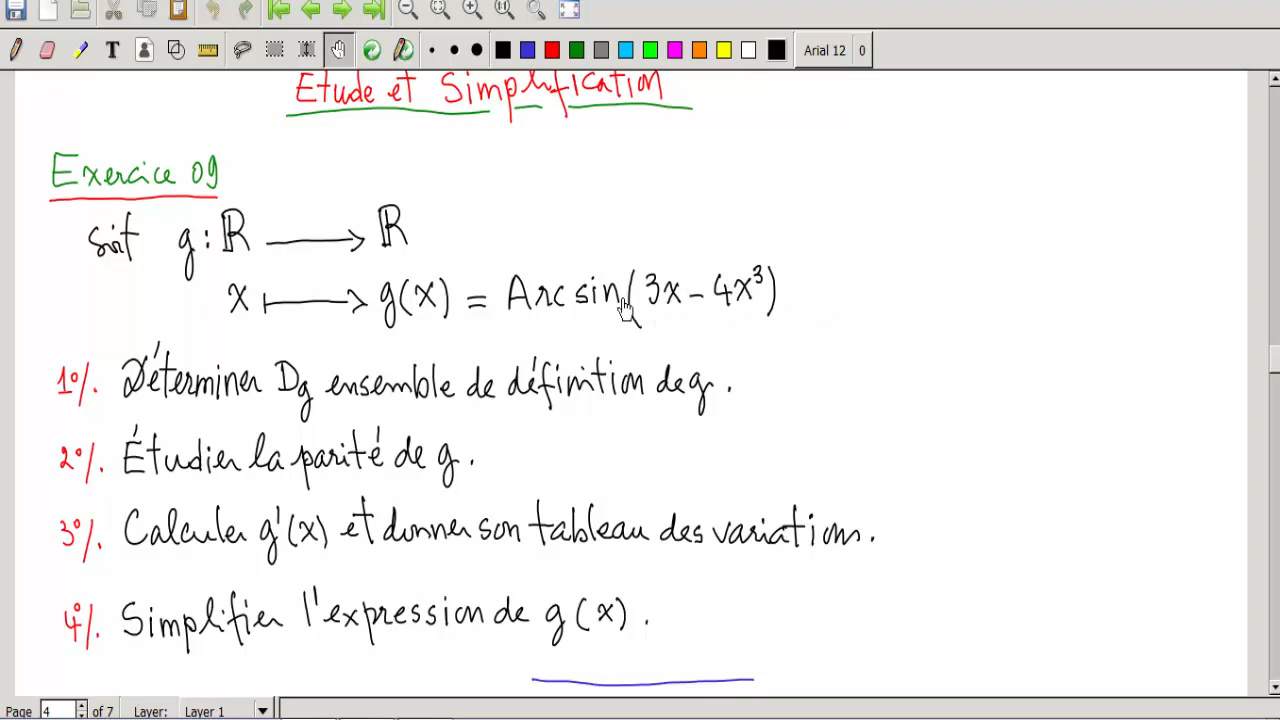 T
Arial 12
0
Etude et Simplification
Exercice 09
soit g : ℝ ⟶ ℝ
x ⟼ g(x) = Arcsin(3x - 4x³)
1°/. Déterminer Dg ensemble de définition de g.
2°/. Étudier la parité de g.
3°/. Calculer g'(x) et donner son tableau des variations.
4°/. Simplifier l'expression de g(x).
Page 4 of 7 Layer: Layer 1